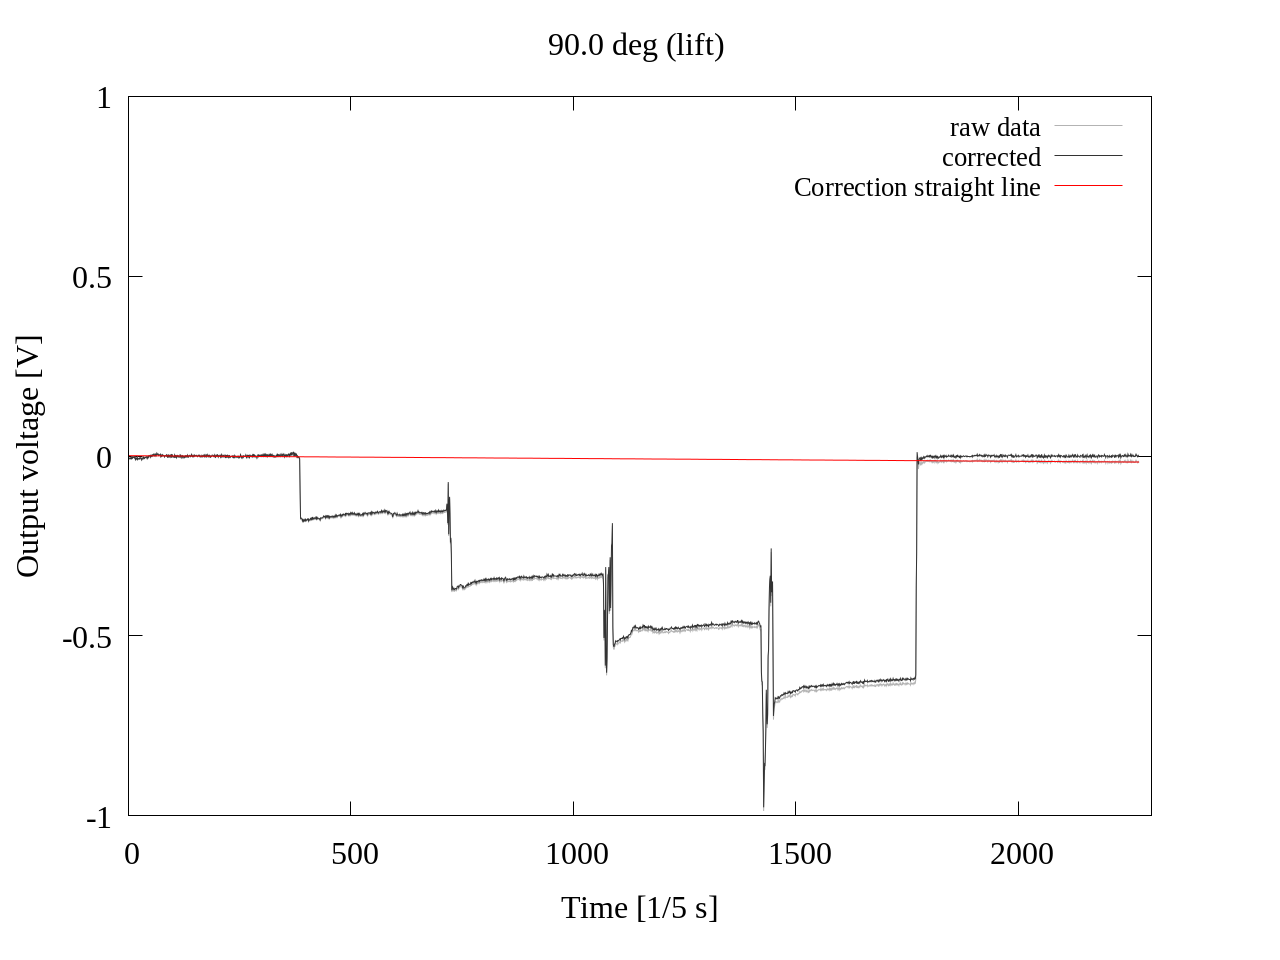 90.0 deg (lift)
1
raw data
corrected
Correction straight line
0.5
0
-0.5
-1
Output voltage [V]
0 500 1000 1500 2000
Time [1/5 s]